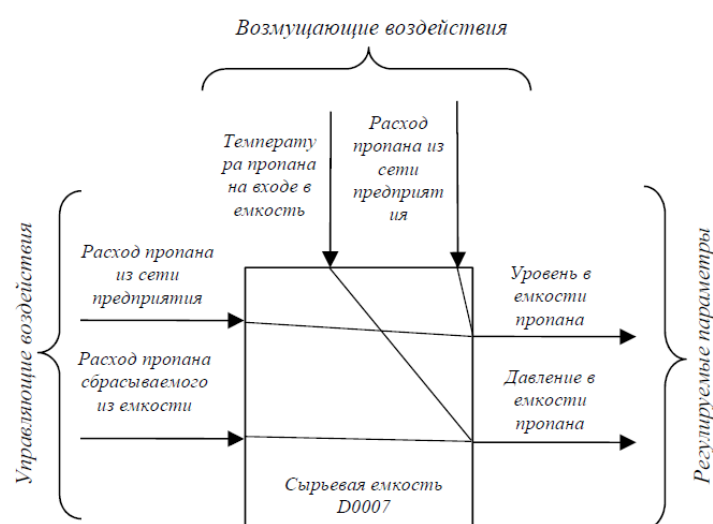 Возмущающие воздействия
Температу
ра пропана
на входе в
емкость
Расход
пропана из
сети
предприят
ия
Управляющие воздействия
Расход пропана
из сети
предприятия
Расход пропана
сбрасываемого
из емкости
Уровень в
емкости
пропана
Давление в
емкости
пропана
Регулируемые параметры
Сырьевая емкость
D0007